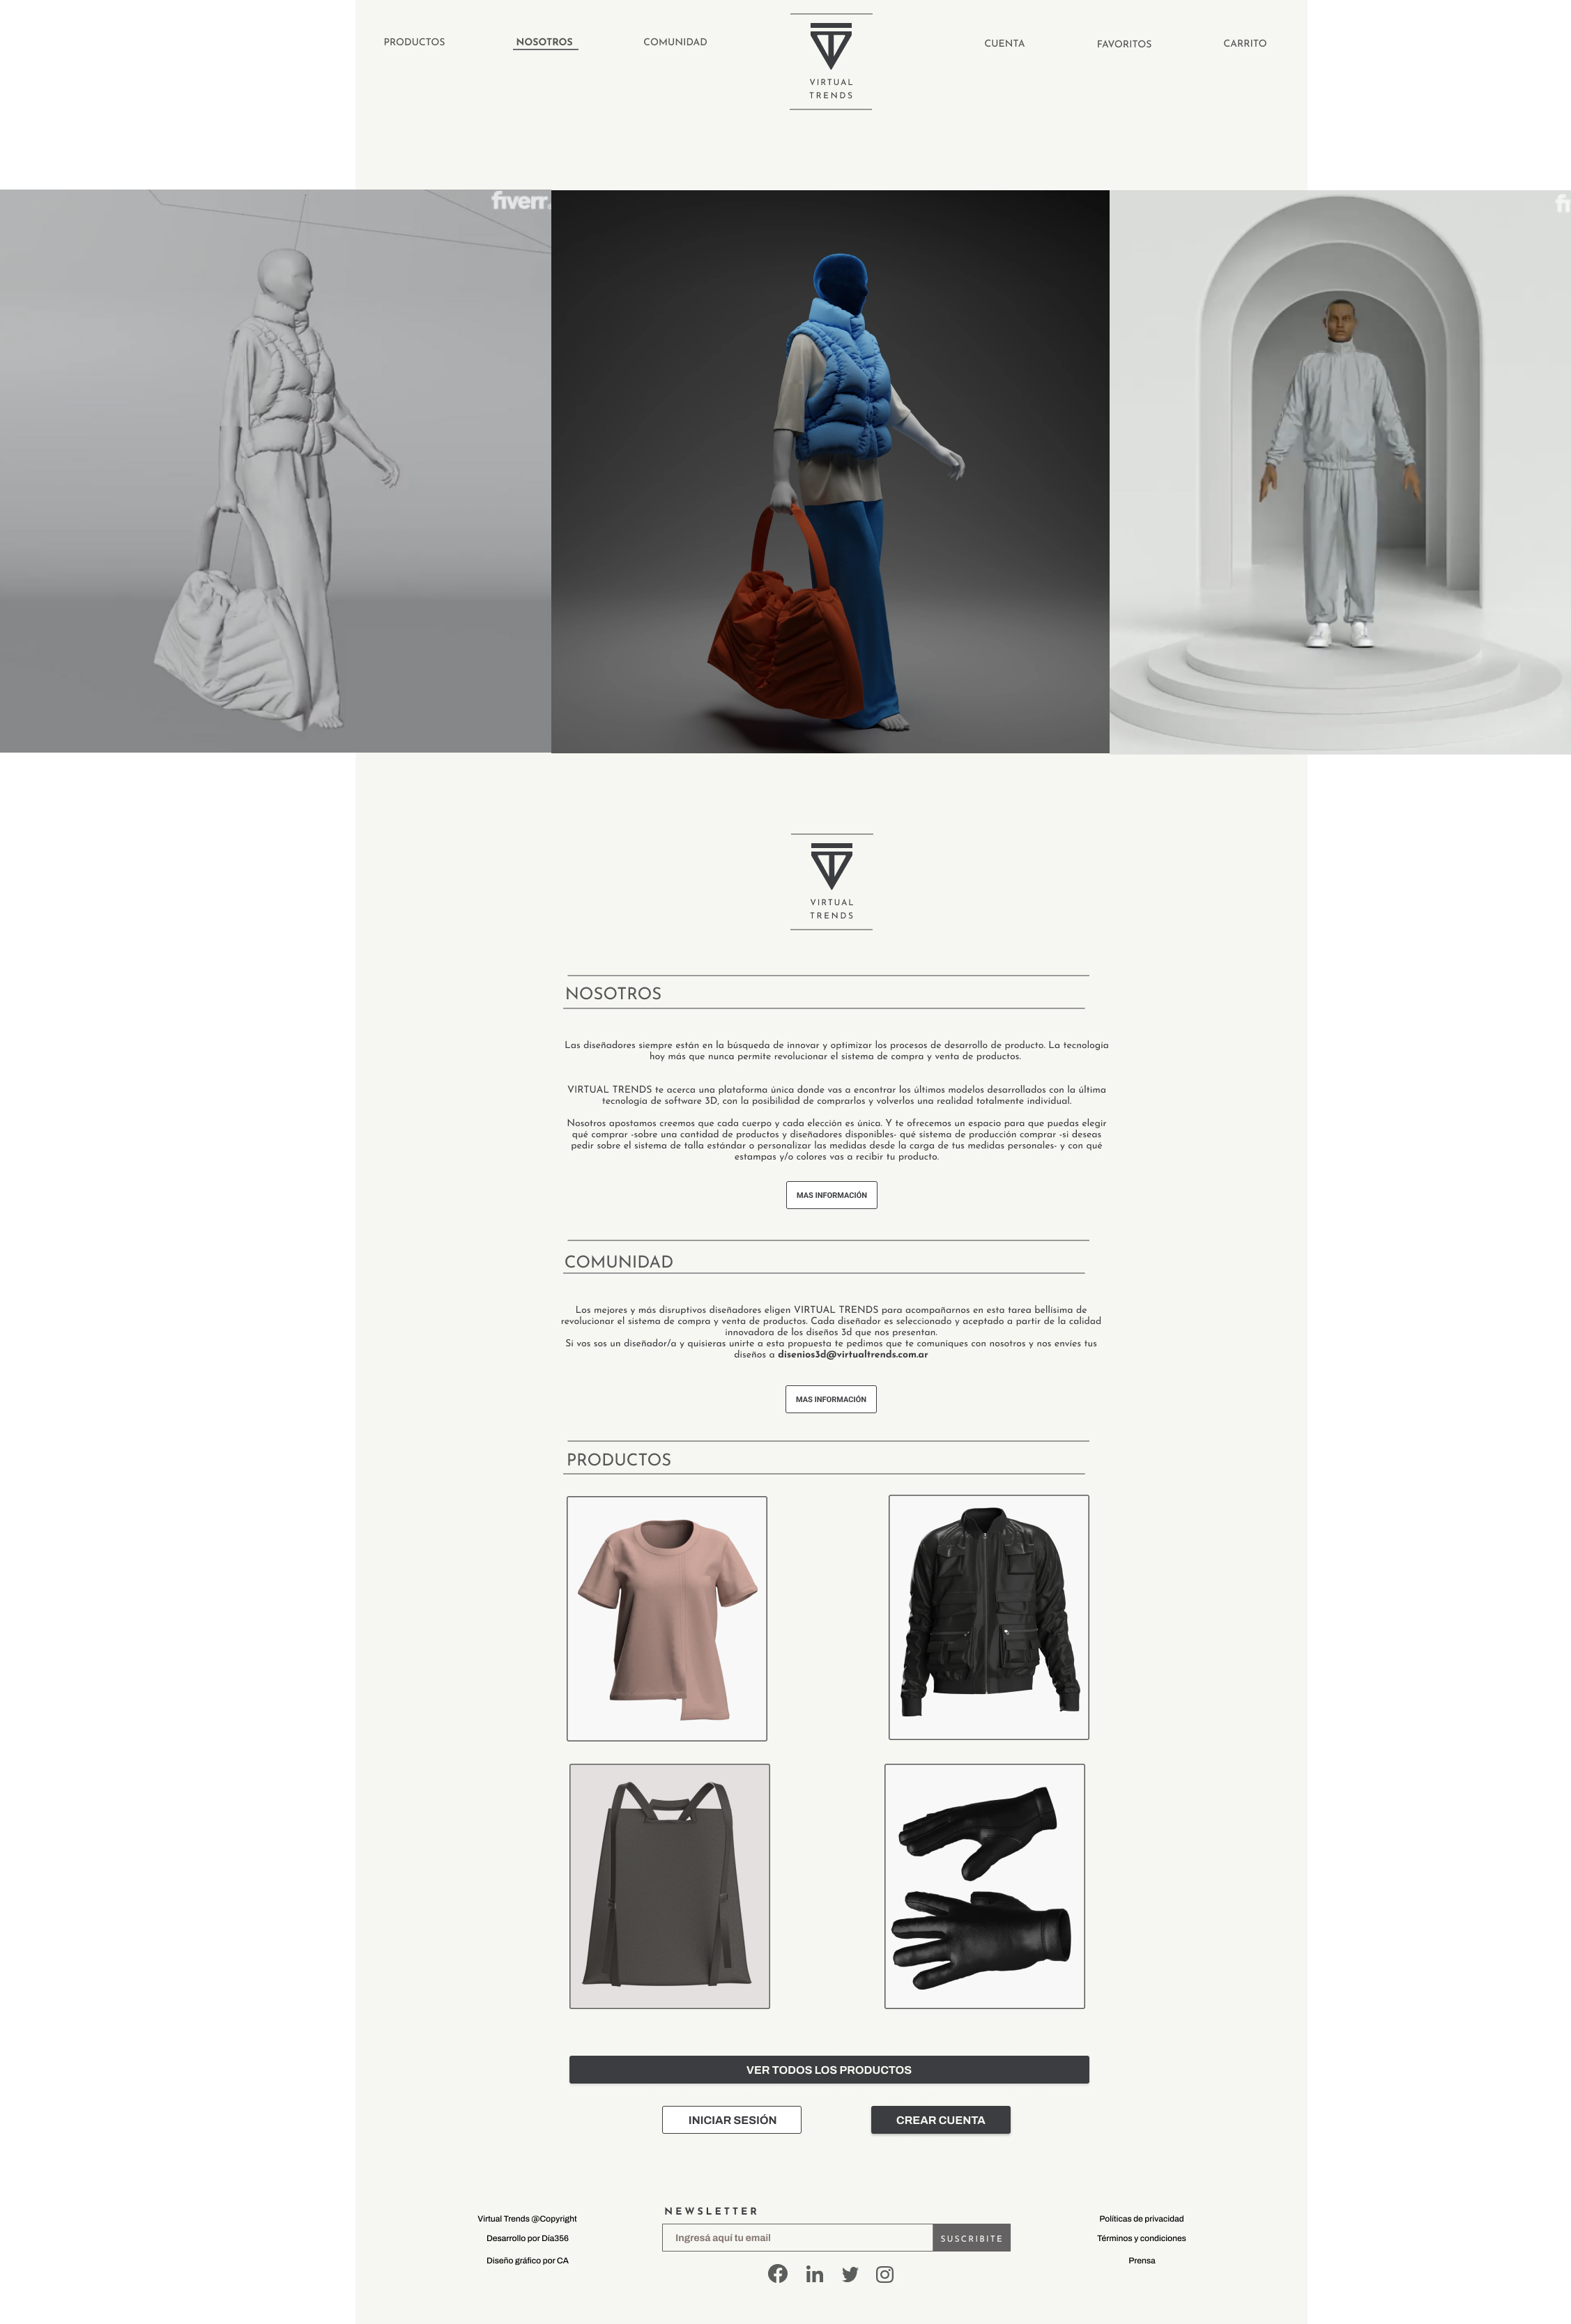 PRODUCTOS
NOSOTROS
COMUNIDAD
VIRTUAL
TRENDS
CUENTA
FAVORITOS
CARRITO
fiverr.
VIRTUAL
TRENDS
NOSOTROS
Las diseñadores siempre están en la búsqueda de innovar y optimizar los procesos de desarrollo de producto. La tecnología
hoy más que nunca permite revolucionar el sistema de compra y venta de productos.
VIRTUAL TRENDS te acerca una plataforma única donde vas a encontrar los últimos modelos desarrollados con la última
tecnología de software 3D, con la posibilidad de comprarlos y volverlos una realidad totalmente individual.
Nosotros apostamos creemos que cada cuerpo y cada elección es única. Y te ofrecemos un espacio para que puedas elegir
qué comprar -sobre una cantidad de productos y diseñadores disponibles- qué sistema de producción comprar -si deseas
pedir sobre el sistema de talla estándar o personalizar las medidas desde la carga de tus medidas personales- y con qué
estampas y/o colores vas a recibir tu producto.
MAS INFORMACIÓN
COMUNIDAD
Los mejores y más disruptivos diseñadores eligen VIRTUAL TRENDS para acompañarnos en esta tarea bellísima de
revolucionar el sistema de compra y venta de productos. Cada diseñador es seleccionado y aceptado a partir de la calidad
innovadora de los diseños 3d que nos presentan.
Si vos sos un diseñador/a y quisieras unirte a esta propuesta te pedimos que te comuniques con nosotros y nos envíes tus
diseños a disenios3d@virtualtrends.com.ar
MAS INFORMACIÓN
PRODUCTOS
VER TODOS LOS PRODUCTOS
INICIAR SESIÓN
CREAR CUENTA
NEWSLETTER
Ingresá aquí tu email
SUSCRIBITE
Virtual Trends @Copyright
Desarrollo por Día356
Diseño gráfico por CA
Políticas de privacidad
Términos y condiciones
Prensa